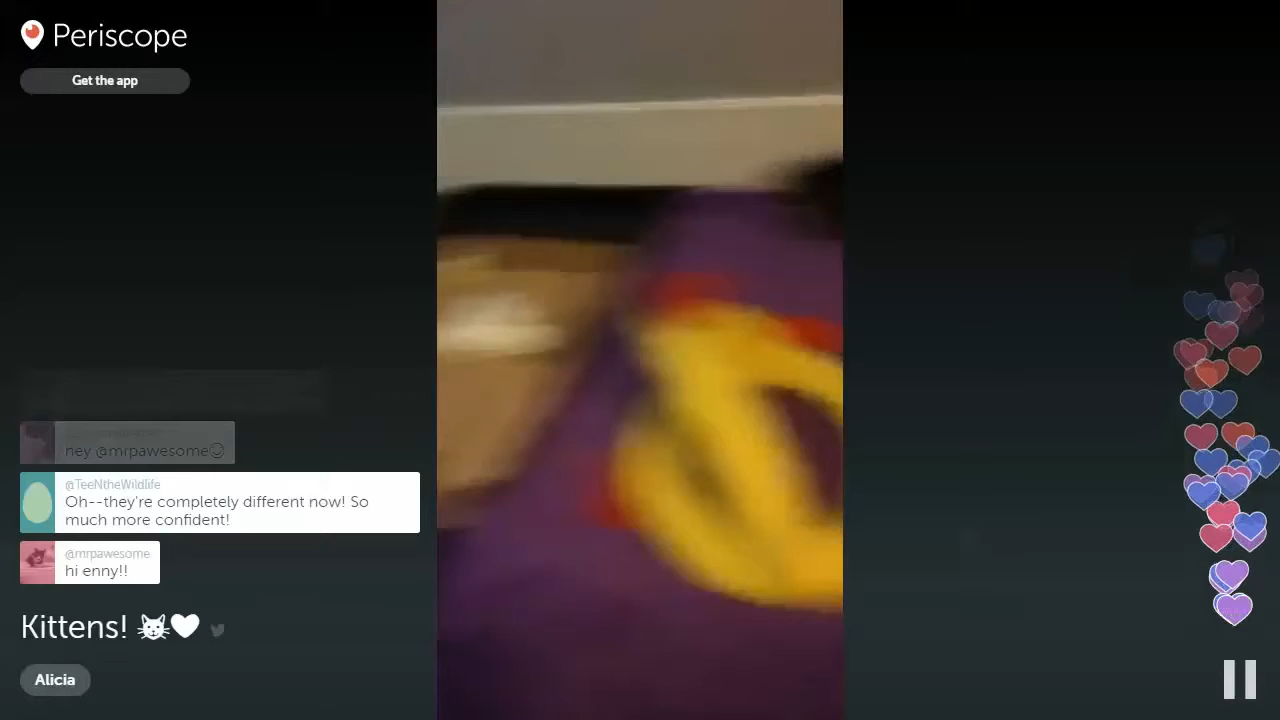 Periscope
Get the app
hey @mrpawesome☺
@TeeNtheWildlife
Oh--they're completely different now! So
much more confident!
@mrpawesome
hi enny!!
Kittens! 🐱❤
Alicia